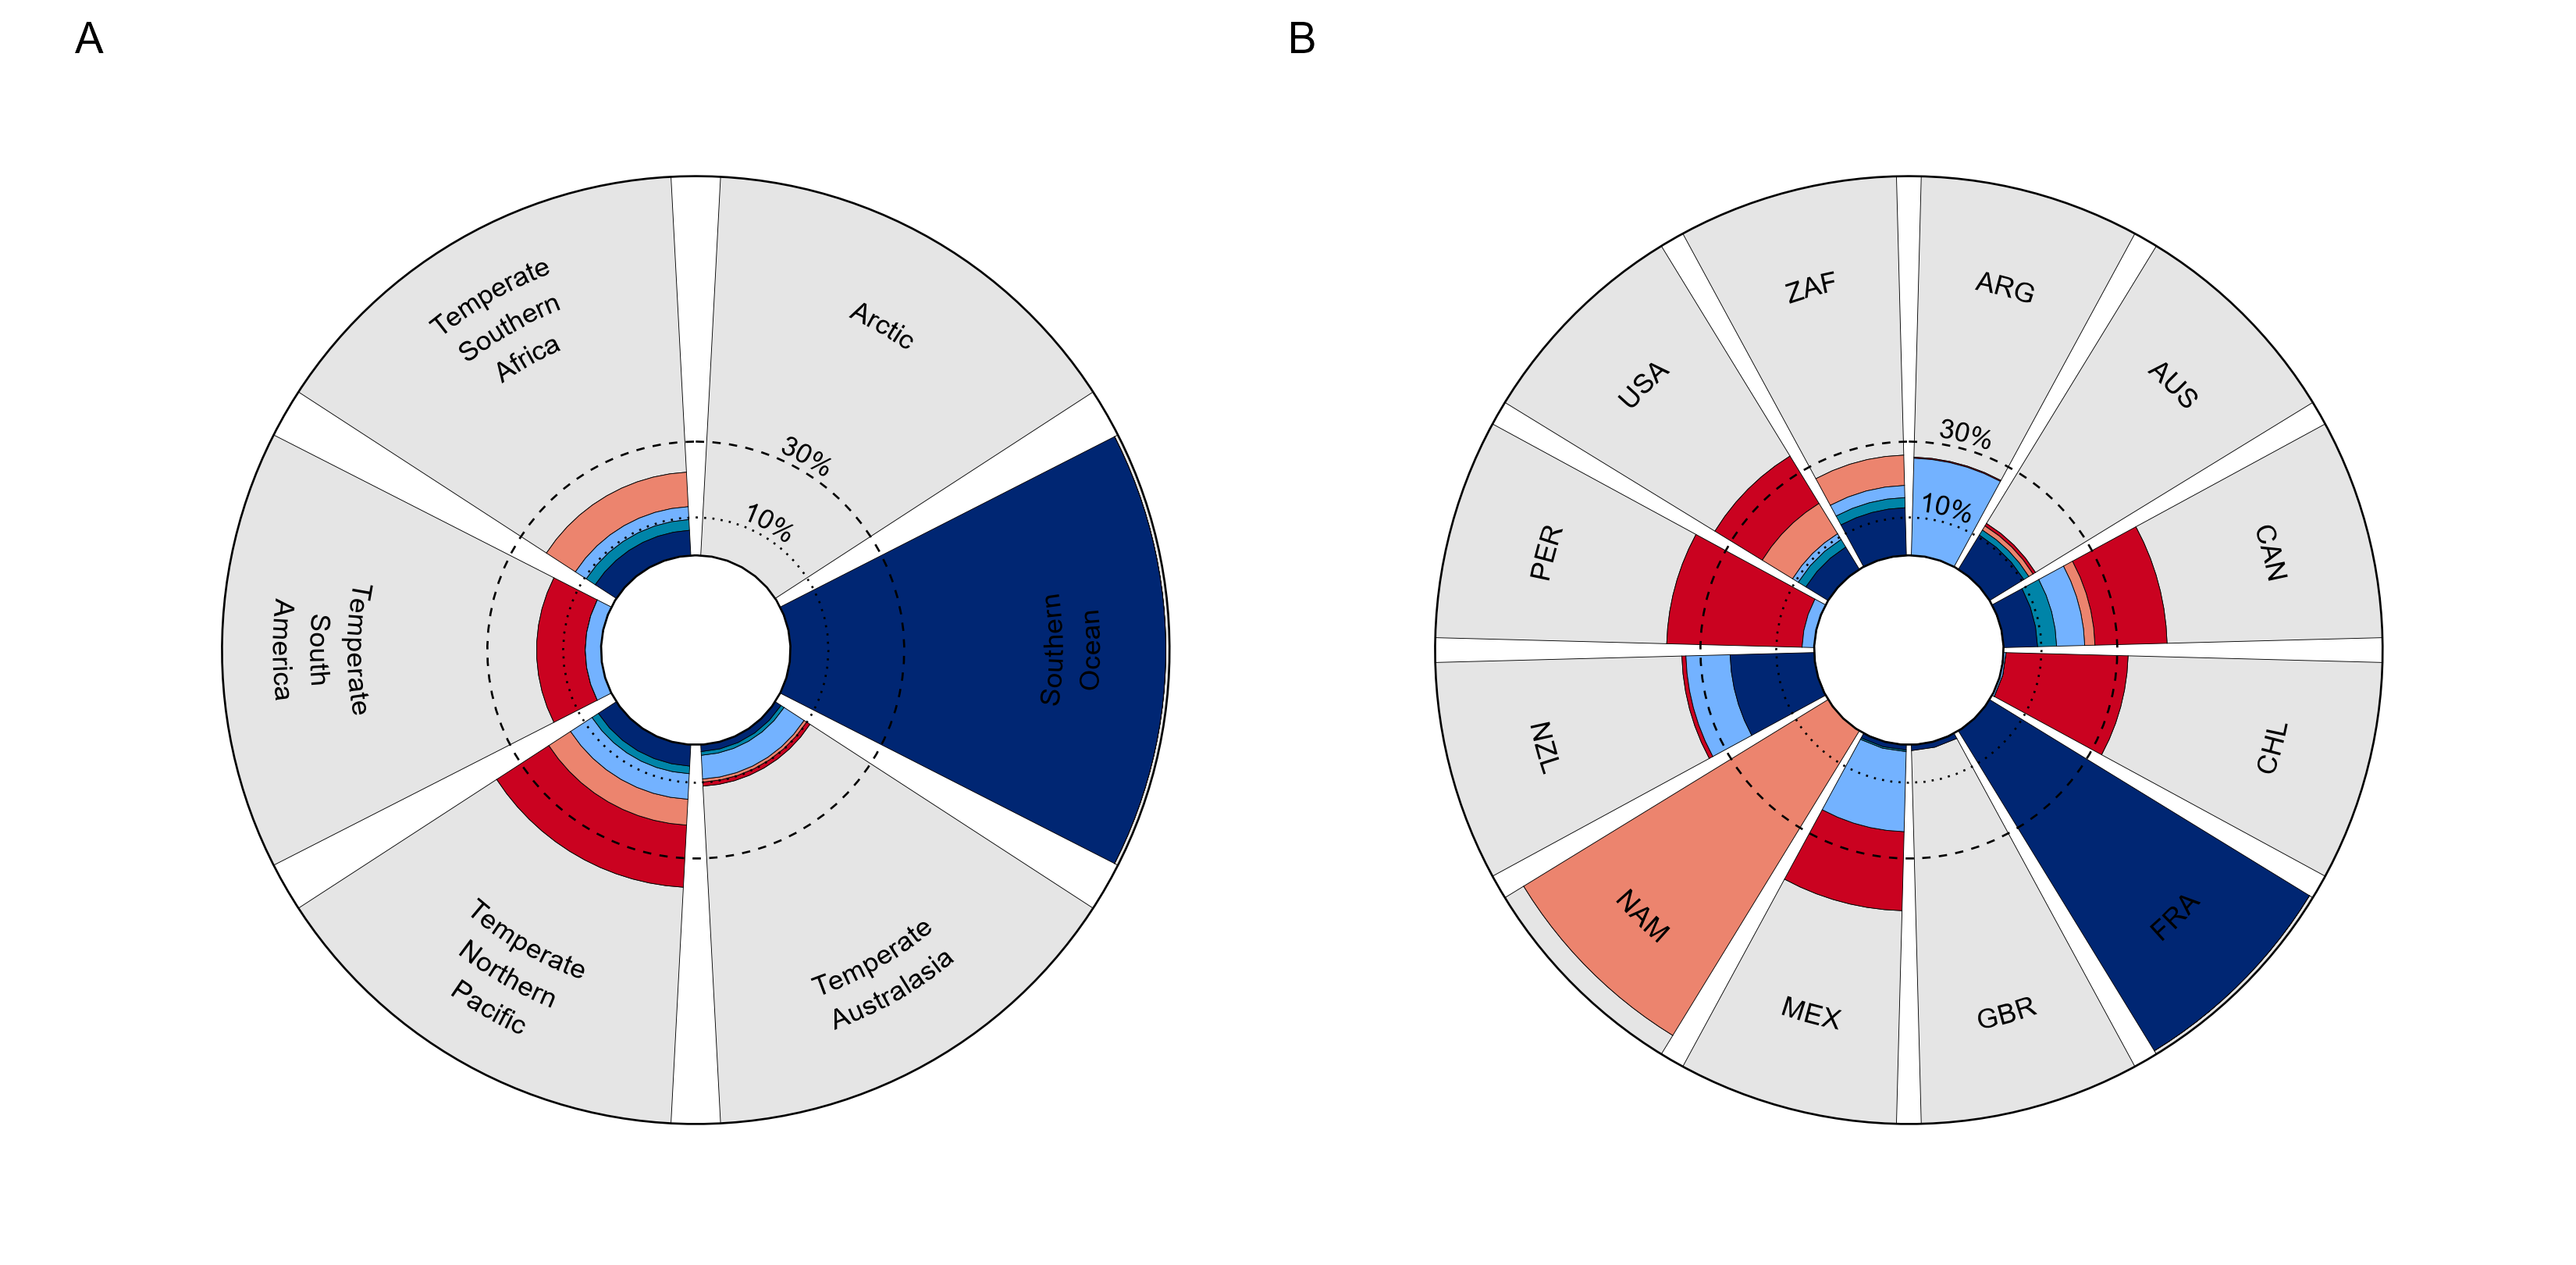 A
Temperate
Southern
Africa
Arctic
30%
10%
Southern
Ocean
Temperate
South
America
Temperate
Northern
Pacific
Temperate
Australasia
B
ZAF
ARG
USA
AUS
30%
10%
PER
CAN
NZL
CHL
NAM
FRA
MEX
GBR